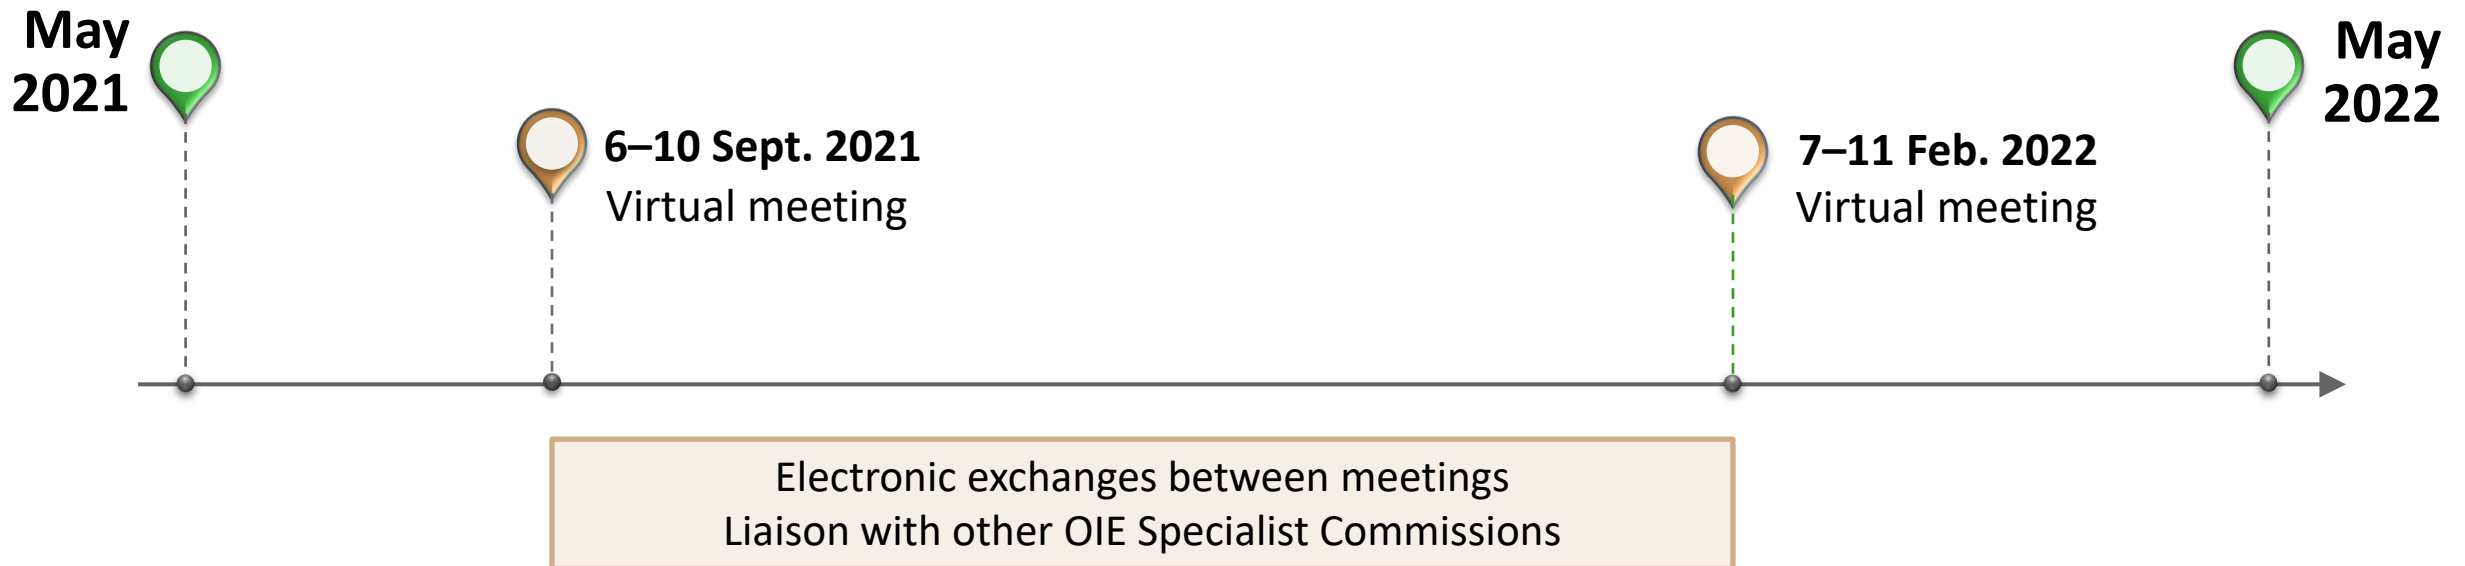 May
2021
6–10 Sept. 2021
Virtual meeting
7–11 Feb. 2022
Virtual meeting
May
2022
Electronic exchanges between meetings
Liaison with other OIE Specialist Commissions